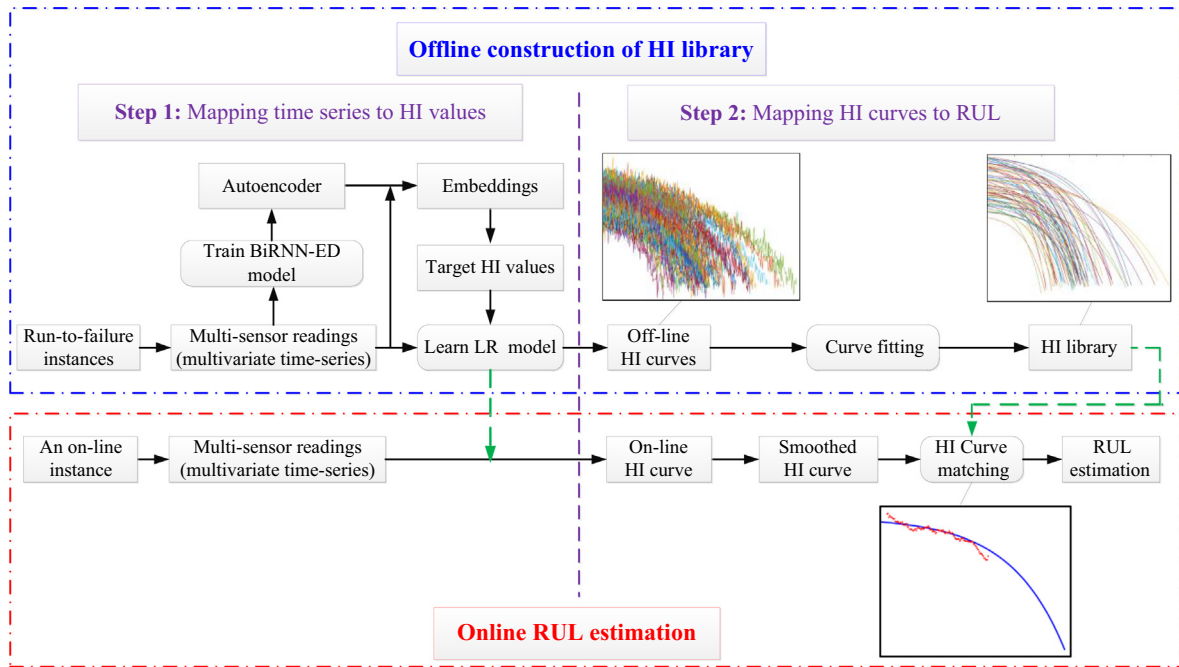 Offline construction of HI library
Step 1: Mapping time series to HI values
Step 2: Mapping HI curves to RUL
Autoencoder
Embeddings
Train BiRNN-ED
model
Target HI values
Run-to-failure
instances
Multi-sensor readings
(multivariate time-series)
Learn LR model
Off-line
HI curves
Curve fitting
HI library
An on-line
instance
Multi-sensor readings
(multivariate time-series)
On-line
HI curve
Smoothed
HI curve
HI Curve
matching
RUL
estimation
Online RUL estimation